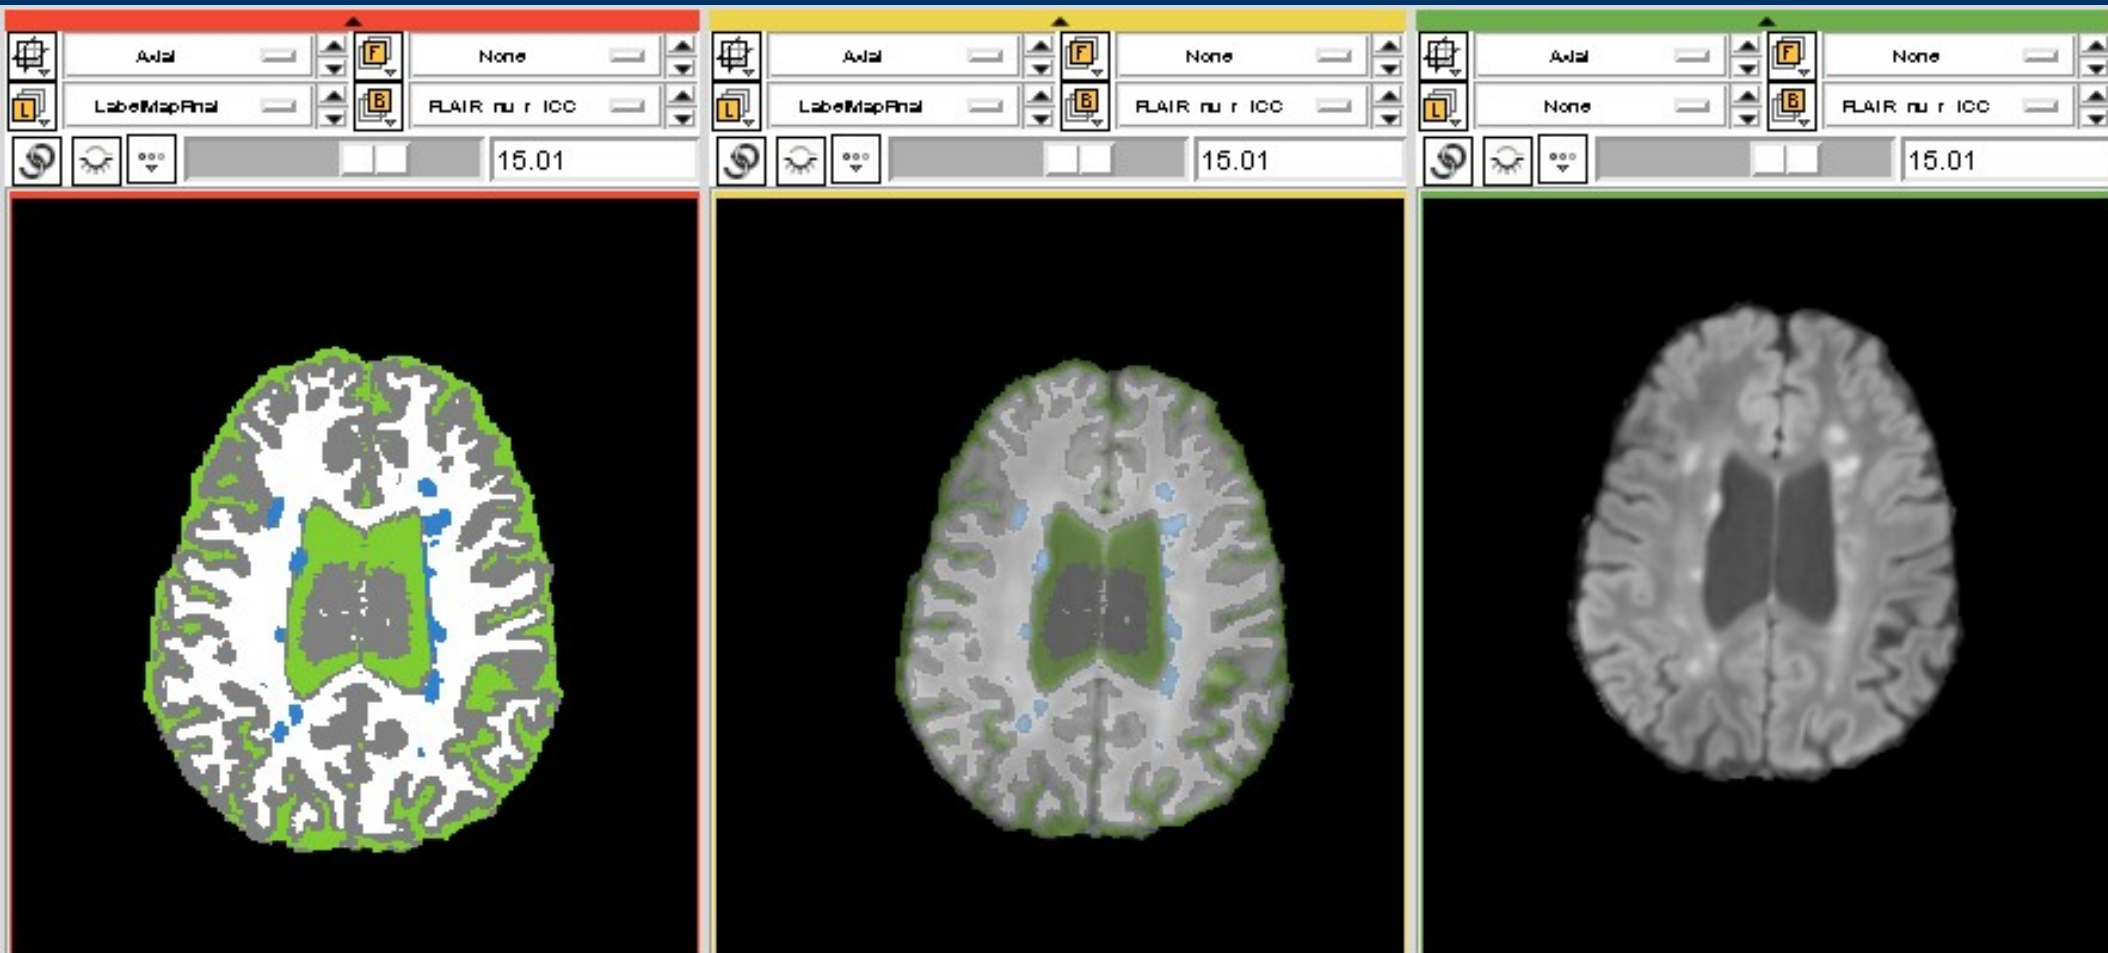 Axial F None
L LabelMapFinal B FLAIR nu r ICC
15.01
Axial F None
L LabelMapFinal B FLAIR nu r ICC
15.01
Axial F None
L None B FLAIR nu r ICC
15.01